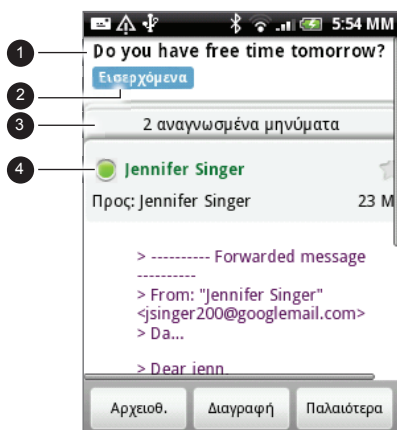 5:54 MM
1 Do you have free time tomorrow?
2 Εισερχόμενα
3 2 αναγνωσμένα μηνύματα
4 Jennifer Singer
Προς: Jennifer Singer 23 M
> ---------- Forwarded message
----------
> From: "Jennifer Singer"
<jsinger200@googlemail.com>
> Da...
> Dear jenn,
Αρχειοθ. Διαγραφή Παλαιότερα